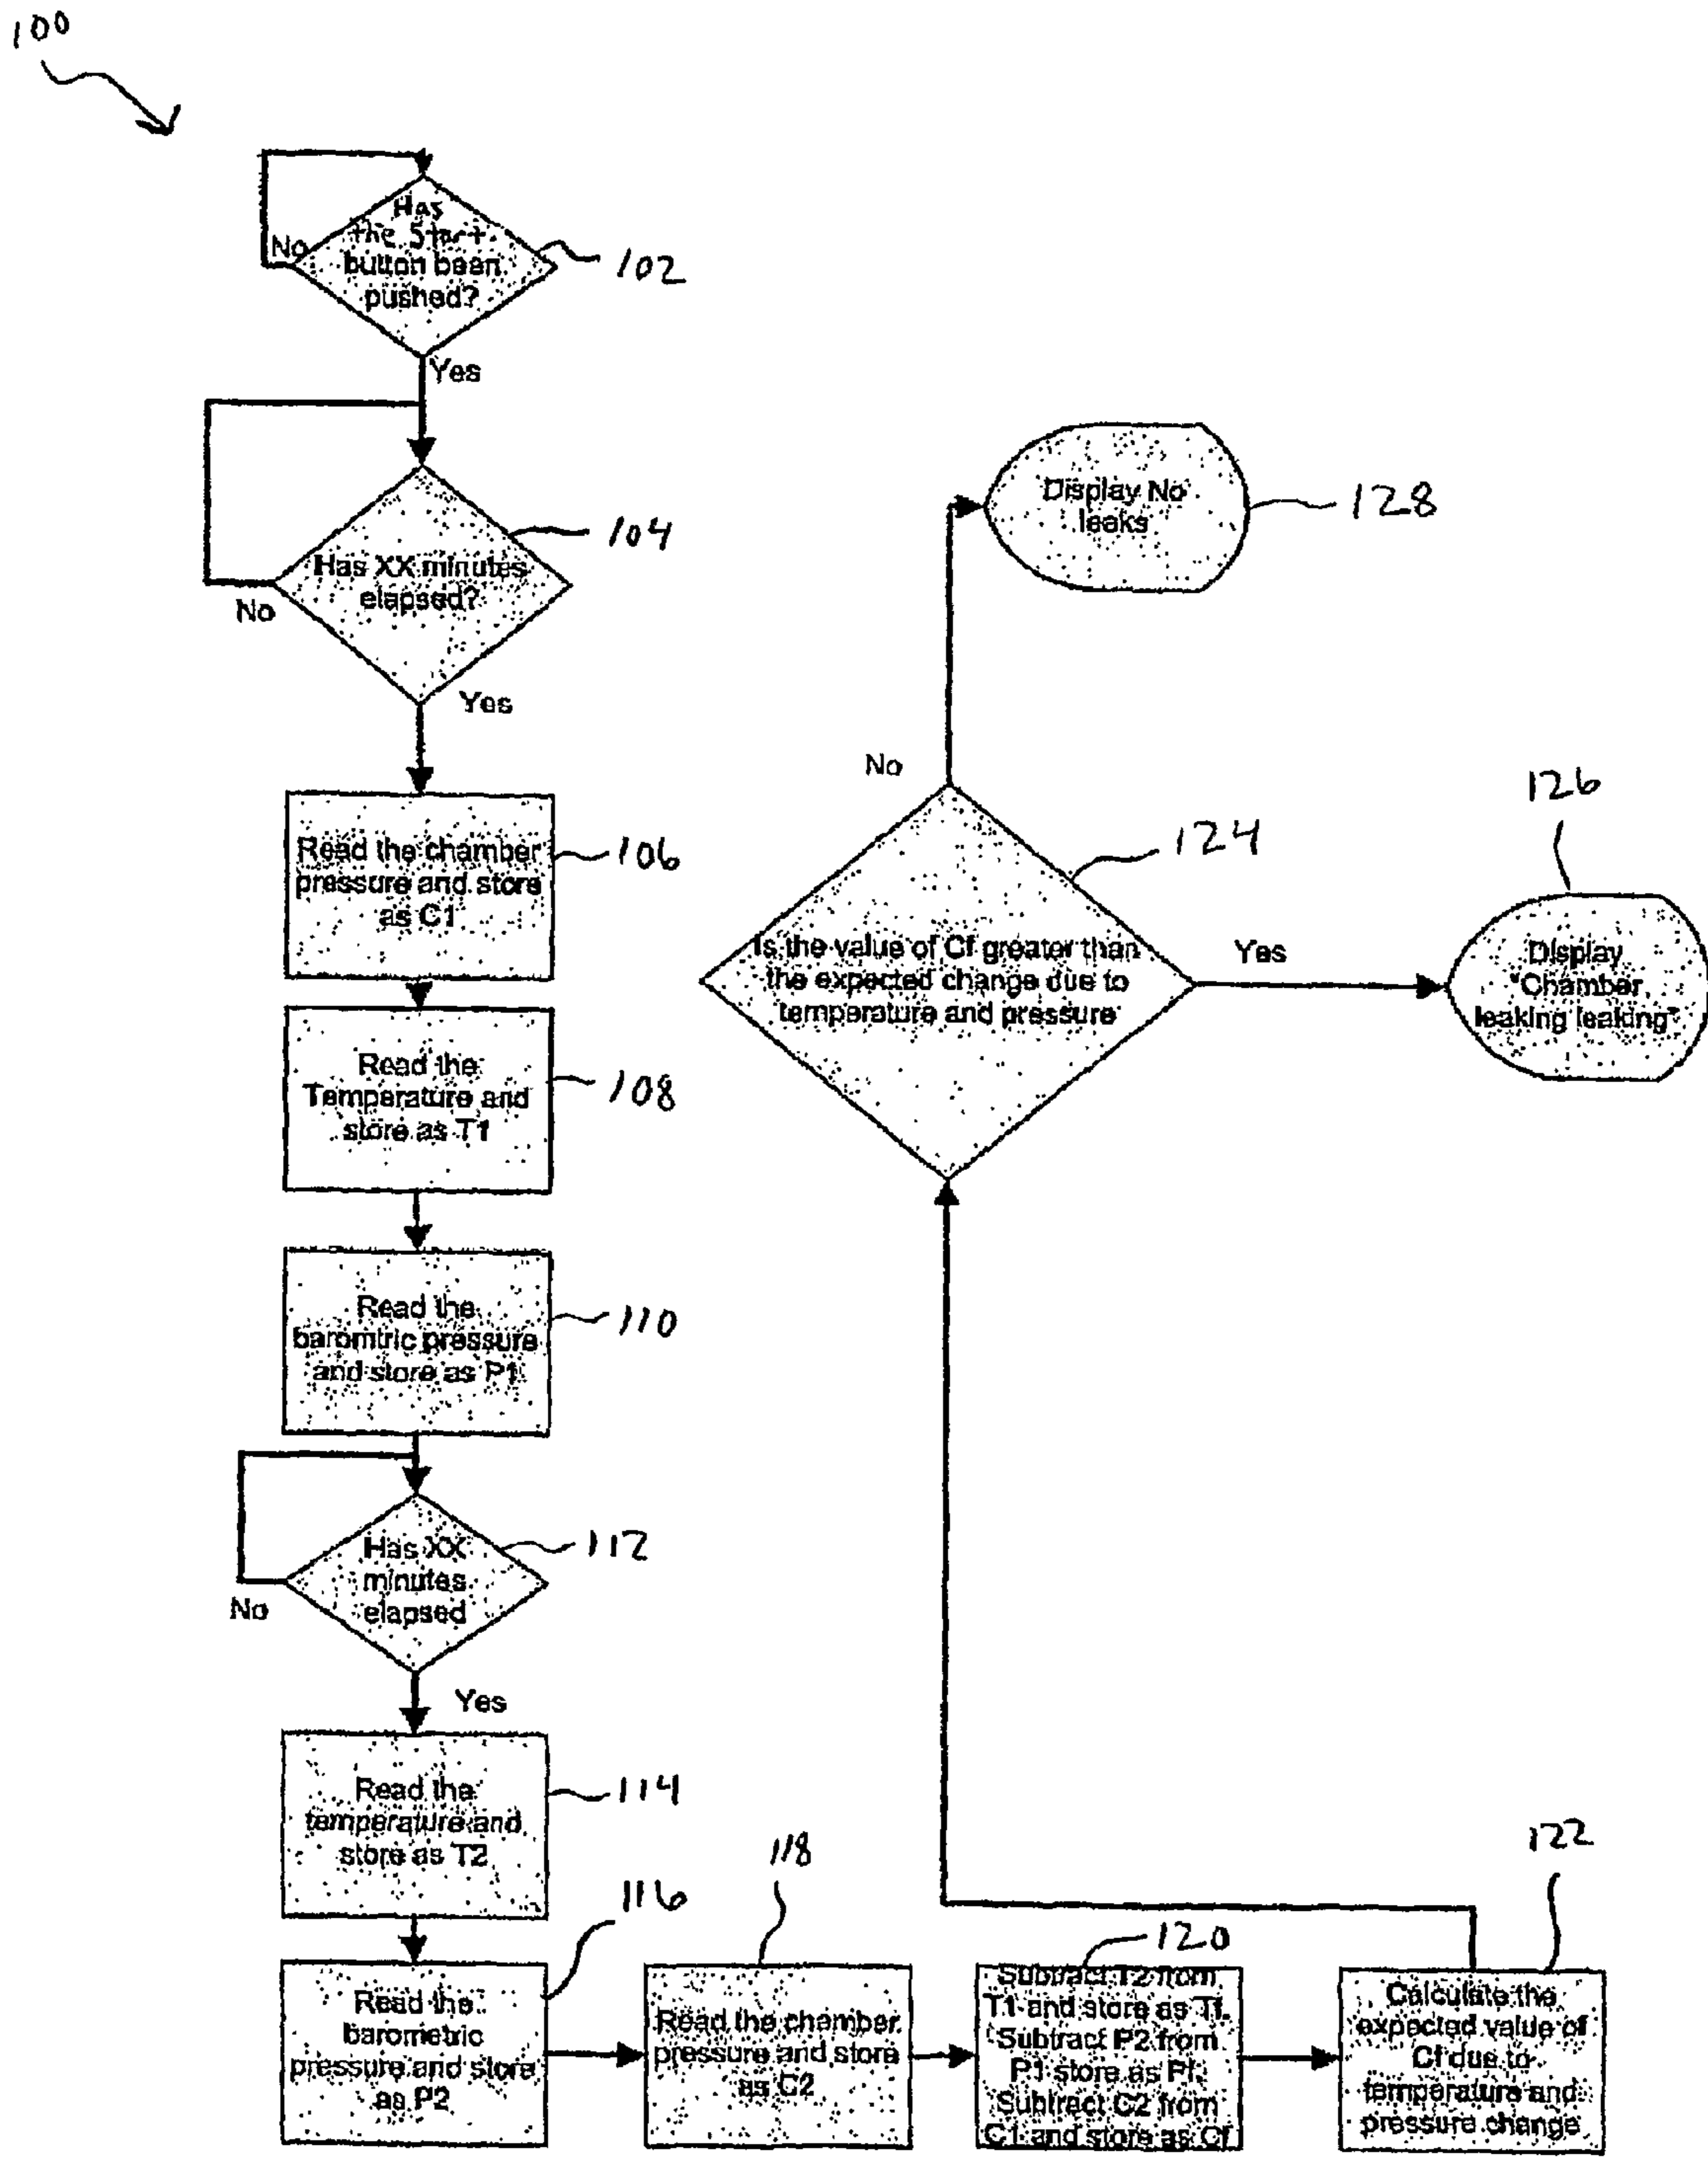 100
Has
the Start
button been
pushed?
No
102
Yes
Has XX minutes
elapsed?
104
No
Yes
Read the chamber
pressure and store
as C1
106
Read the
Temperature and
store as T1
108
Read the
baromtric pressure
and store as P1
110
Has XX
minutes
elapsed
112
No
Yes
Read the
temperature and
store as T2
114
Read the
barometric
pressure and store
as P2
116
Read the chamber
pressure and store
as C2
118
Subtract T2 from
T1 and store as Tf.
Subtract P2 from
P1 store as Pf.
Subtract C2 from
C1 and store as Cf
120
Calculate the
expected value of
Cf due to
temperature and
pressure change
122
Is the value of Cf greater than
the expected change due to
temperature and pressure
124
No
Yes
Display
"Chamber
leaking leaking"
126
Display No
leaks
128